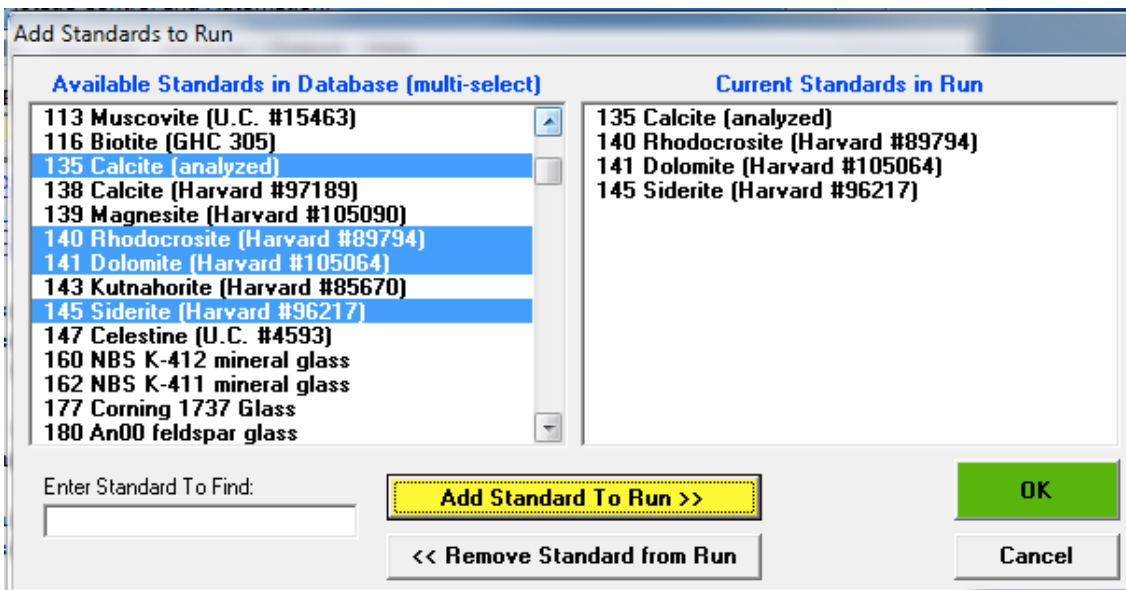 Add Standards to Run
Available Standards in Database (multi-select)
113 Muscovite (U.C. #15463)
116 Biotite (GHC 305)
135 Calcite (analyzed)
138 Calcite (Harvard #97189)
139 Magnesite (Harvard #105090)
140 Rhodocrosite (Harvard #89794)
141 Dolomite (Harvard #105064)
143 Kutnahorite (Harvard #85670)
145 Siderite (Harvard #96217)
147 Celestine (U.C. #4593)
160 NBS K-412 mineral glass
162 NBS K-411 mineral glass
177 Corning 1737 Glass
180 An00 feldspar glass
Current Standards in Run
135 Calcite (analyzed)
140 Rhodocrosite (Harvard #89794)
141 Dolomite (Harvard #105064)
145 Siderite (Harvard #96217)
Enter Standard To Find:
Add Standard To Run >>
<< Remove Standard from Run
OK
Cancel